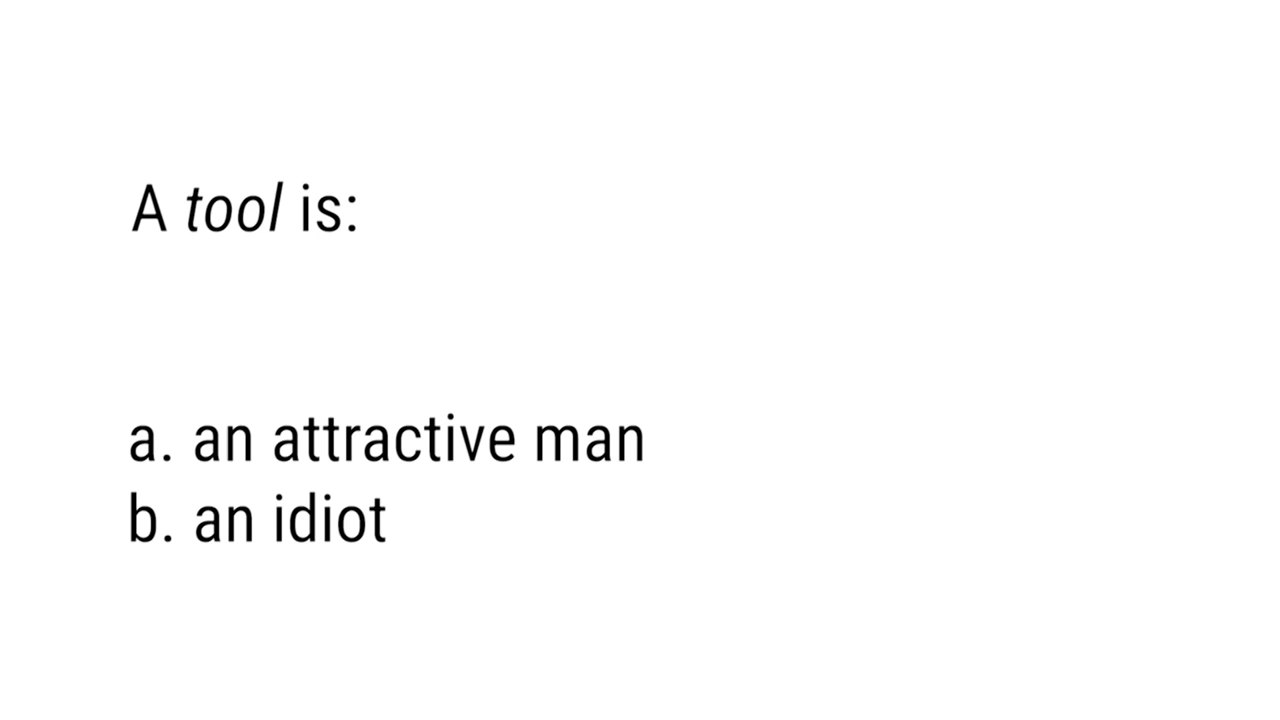 A tool is:
a. an attractive man
b. an idiot